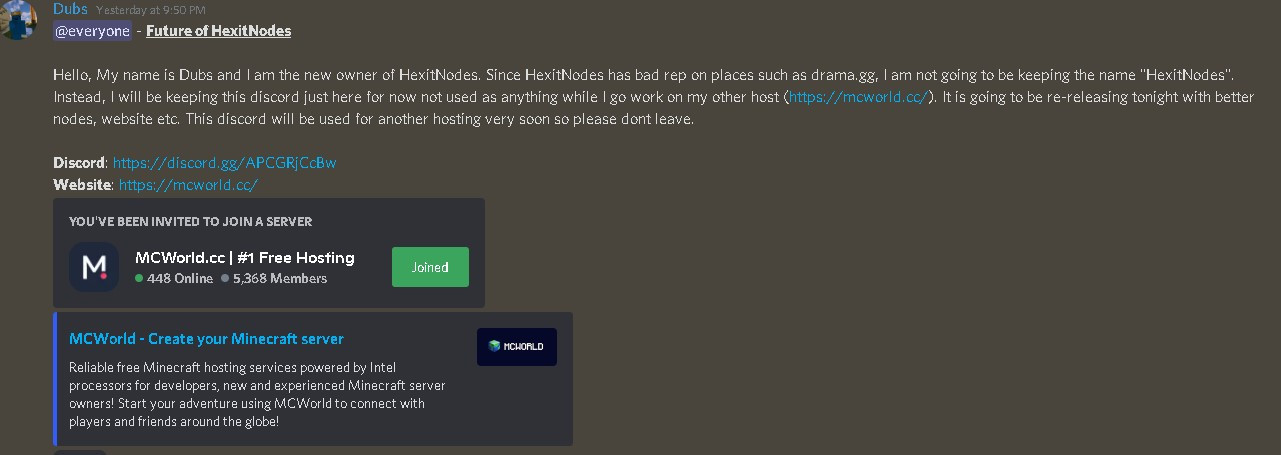 Dubs Yesterday at 9:50 PM
@everyone - Future of HexitNodes
Hello, My name is Dubs and I am the new owner of HexitNodes. Since HexitNodes has bad rep on places such as drama.gg, I am not going to be keeping the name "HexitNodes".
Instead, I will be keeping this discord just here for now not used as anything while I go work on my other host (https://mcworld.cc/). It is going to be re-releasing tonight with better
nodes, website etc. This discord will be used for another hosting very soon so please dont leave.
Discord: https://discord.gg/APCGRjCcBw
Website: https://mcworld.cc/
YOU'VE BEEN INVITED TO JOIN A SERVER
M
MCWorld.cc | #1 Free Hosting
448 Online 5,368 Members
Joined
MCWorld - Create your Minecraft server
MCWORLD
Reliable free Minecraft hosting services powered by Intel
processors for developers, new and experienced Minecraft server
owners! Start your adventure using MCWorld to connect with
players and friends around the globe!